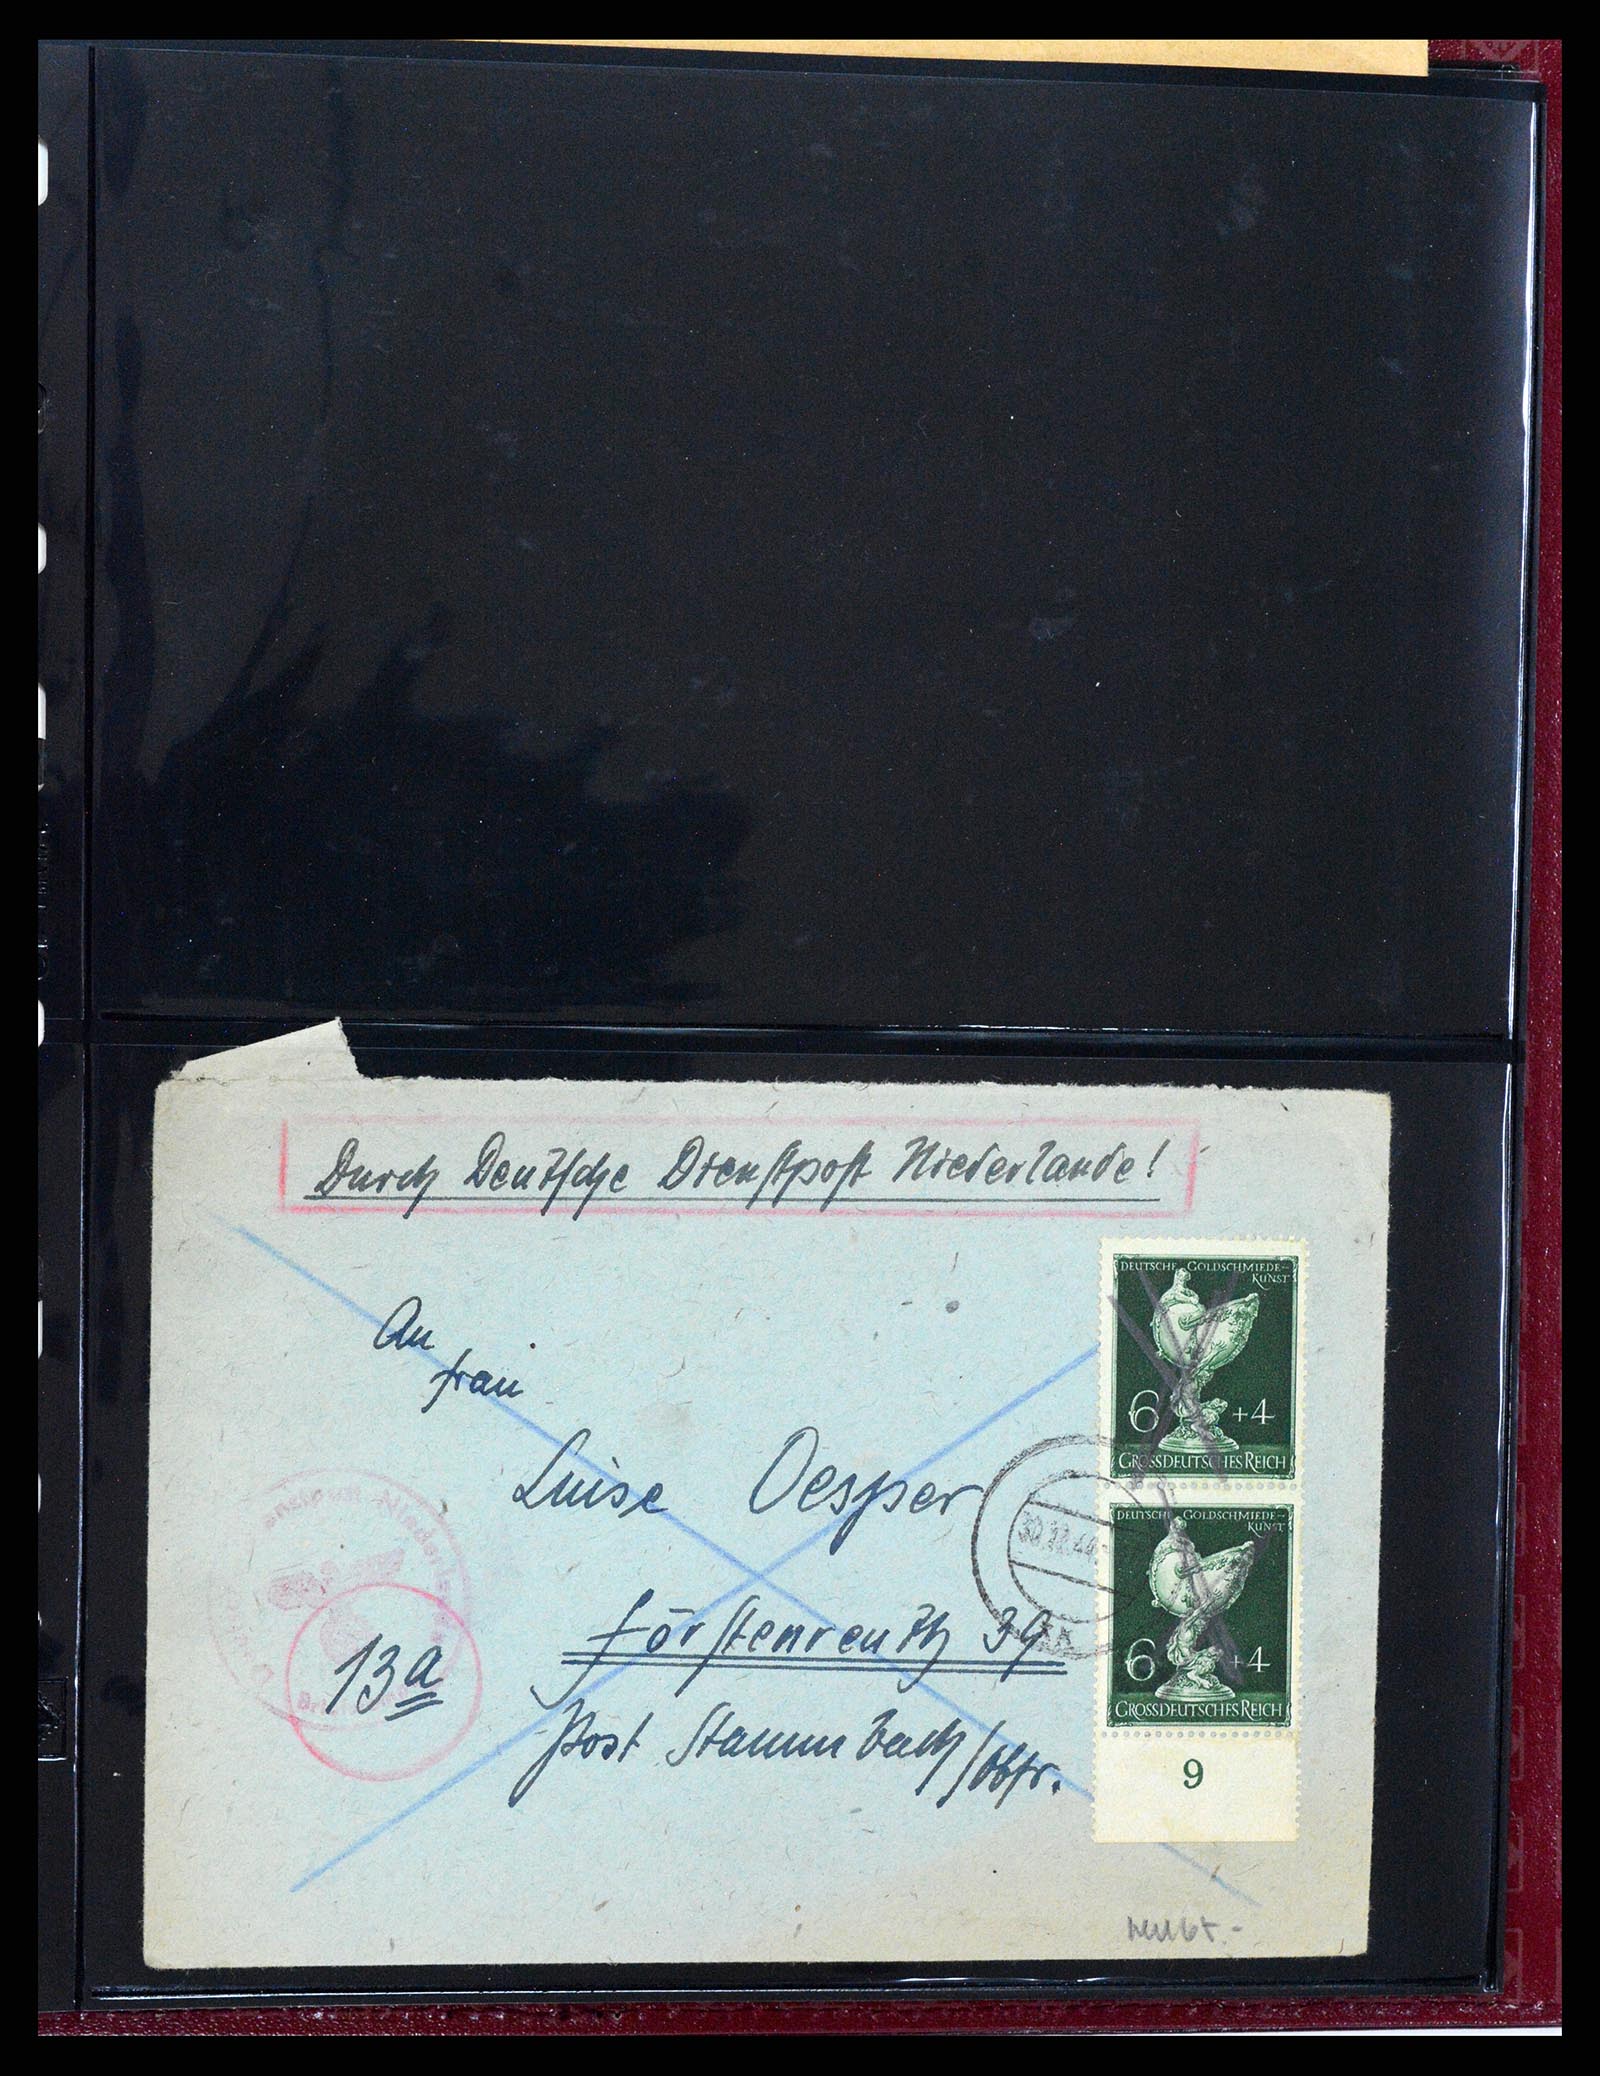 Durch Deutsche Dienstpost Niederlande!
DEUTSCHE GOLDSCHMIEDE-
KUNST
6 +4
GROSSDEUTSCHES REICH
An
Frau
Luise Oesper
Förstenreuth 39
Post Stammbach/Obfr.
13a
DEUTSCHE GOLDSCHMIEDE-
KUNST
6 +4
GROSSDEUTSCHES REICH
9